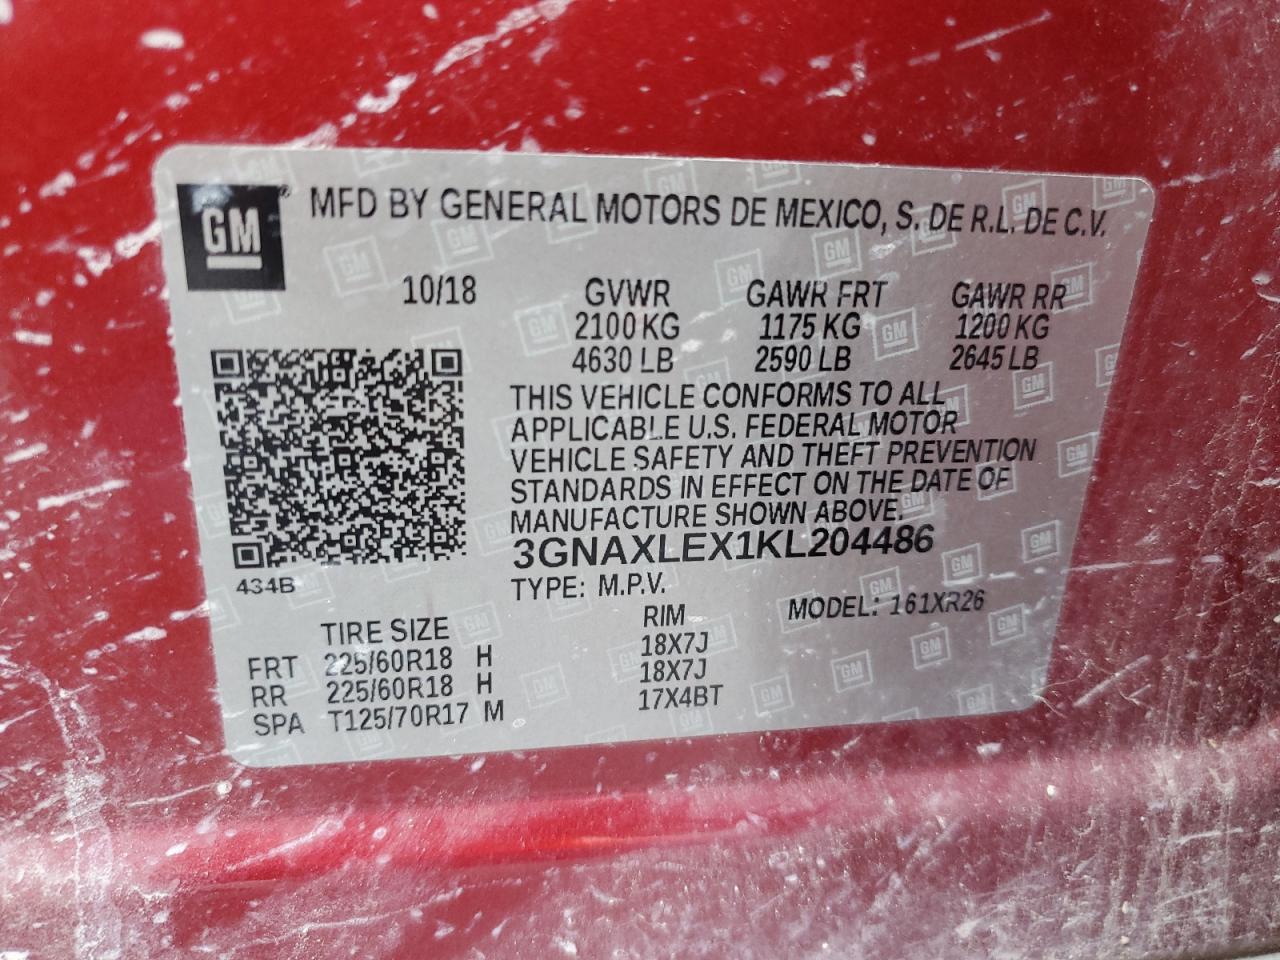 GM ® MFD BY GENERAL MOTORS DE MEXICO, S. DE R.L. DE C.V.
10/18 GVWR GAWR FRT GAWR RR
2100 KG 1175 KG 1200 KG
4630 LB 2590 LB 2645 LB
THIS VEHICLE CONFORMS TO ALL
APPLICABLE U.S. FEDERAL MOTOR
VEHICLE SAFETY AND THEFT PREVENTION
STANDARDS IN EFFECT ON THE DATE OF
MANUFACTURE SHOWN ABOVE.
3GNAXLEX1KL204486
434B TYPE: M.P.V. MODEL: 161XR26
TIRE SIZE RIM
FRT 225/60R18 H 18X7J
RR 225/60R18 H 18X7J
SPA T125/70R17 M 17X4BT